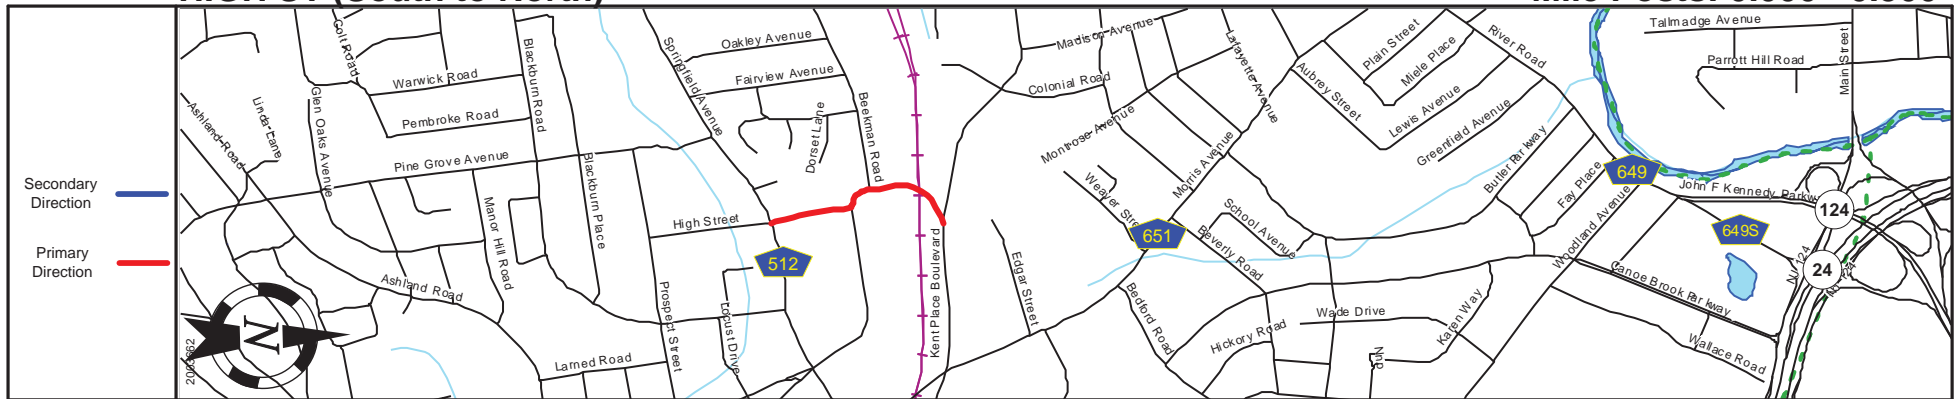 Secondary
Direction
Primary
Direction
Colt Road
Warwick Road
Pembroke Road
Pine Grove Avenue
Ashland Road
Linda Lane
Glen Oaks Avenue
Blackburn Road
Blackburn Place
Manor Hill Road
Ashland Road
Larned Road
Prospect Street
Locust Drive
High Street
512
Springfield Avenue
Oakley Avenue
Fairview Avenue
Dorset Lane
Beekman Road
Kent Place Boulevard
Madison Avenue
Colonial Road
Montrose Avenue
Lafayette Avenue
Morris Avenue
651
Beverly Road
School Avenue
Edgar Street
Bedford Road
Hickory Road
Wade Drive
Karen Way
Aubrey Street
Plain Street
Miele Place
Lewis Avenue
Greenfield Avenue
River Road
Butler Parkway
Fay Place
Woodland Avenue
649
John F Kennedy Parkway
649S
124
24
NJ 124
Canoe Brook Parkway
Wallace Road
Tallmadge Avenue
Parrott Hill Road
Main Street
N